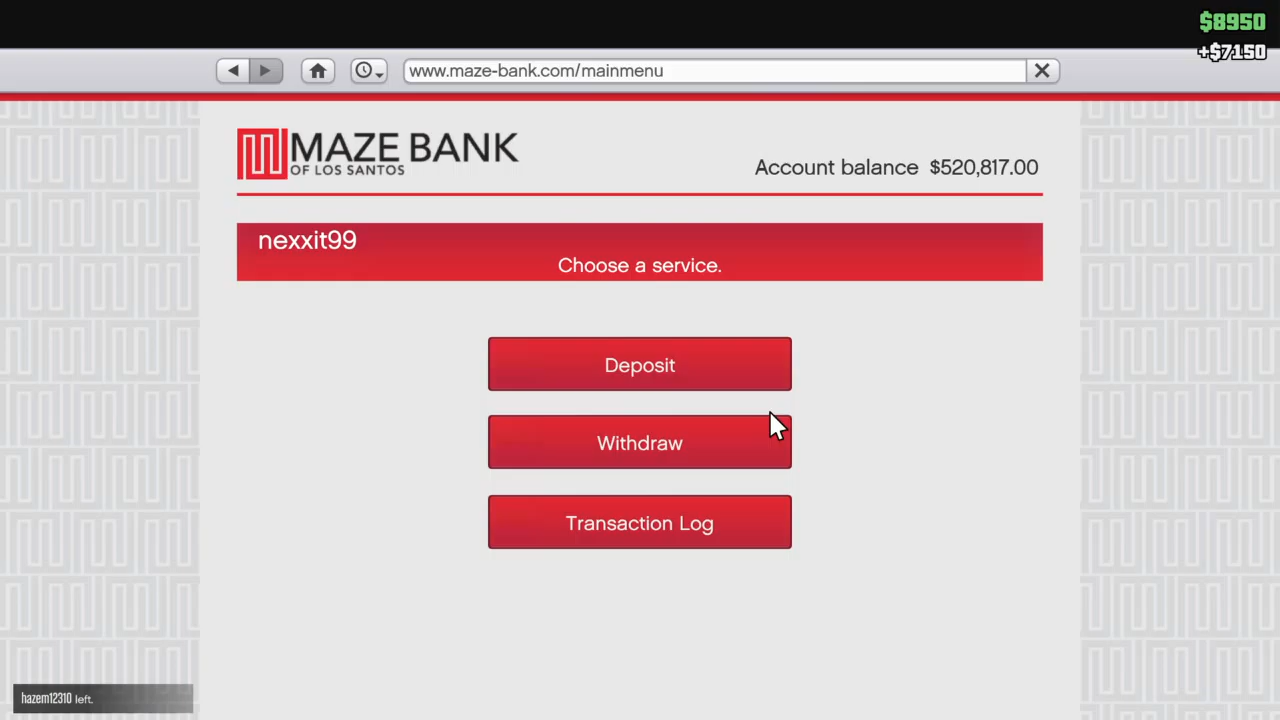 $8950
+$7150
www.maze-bank.com/mainmenu
MAZE BANK
OF LOS SANTOS
Account balance $520,817.00
nexxit99
Choose a service.
Deposit
Withdraw
Transaction Log
hazem12310 left.